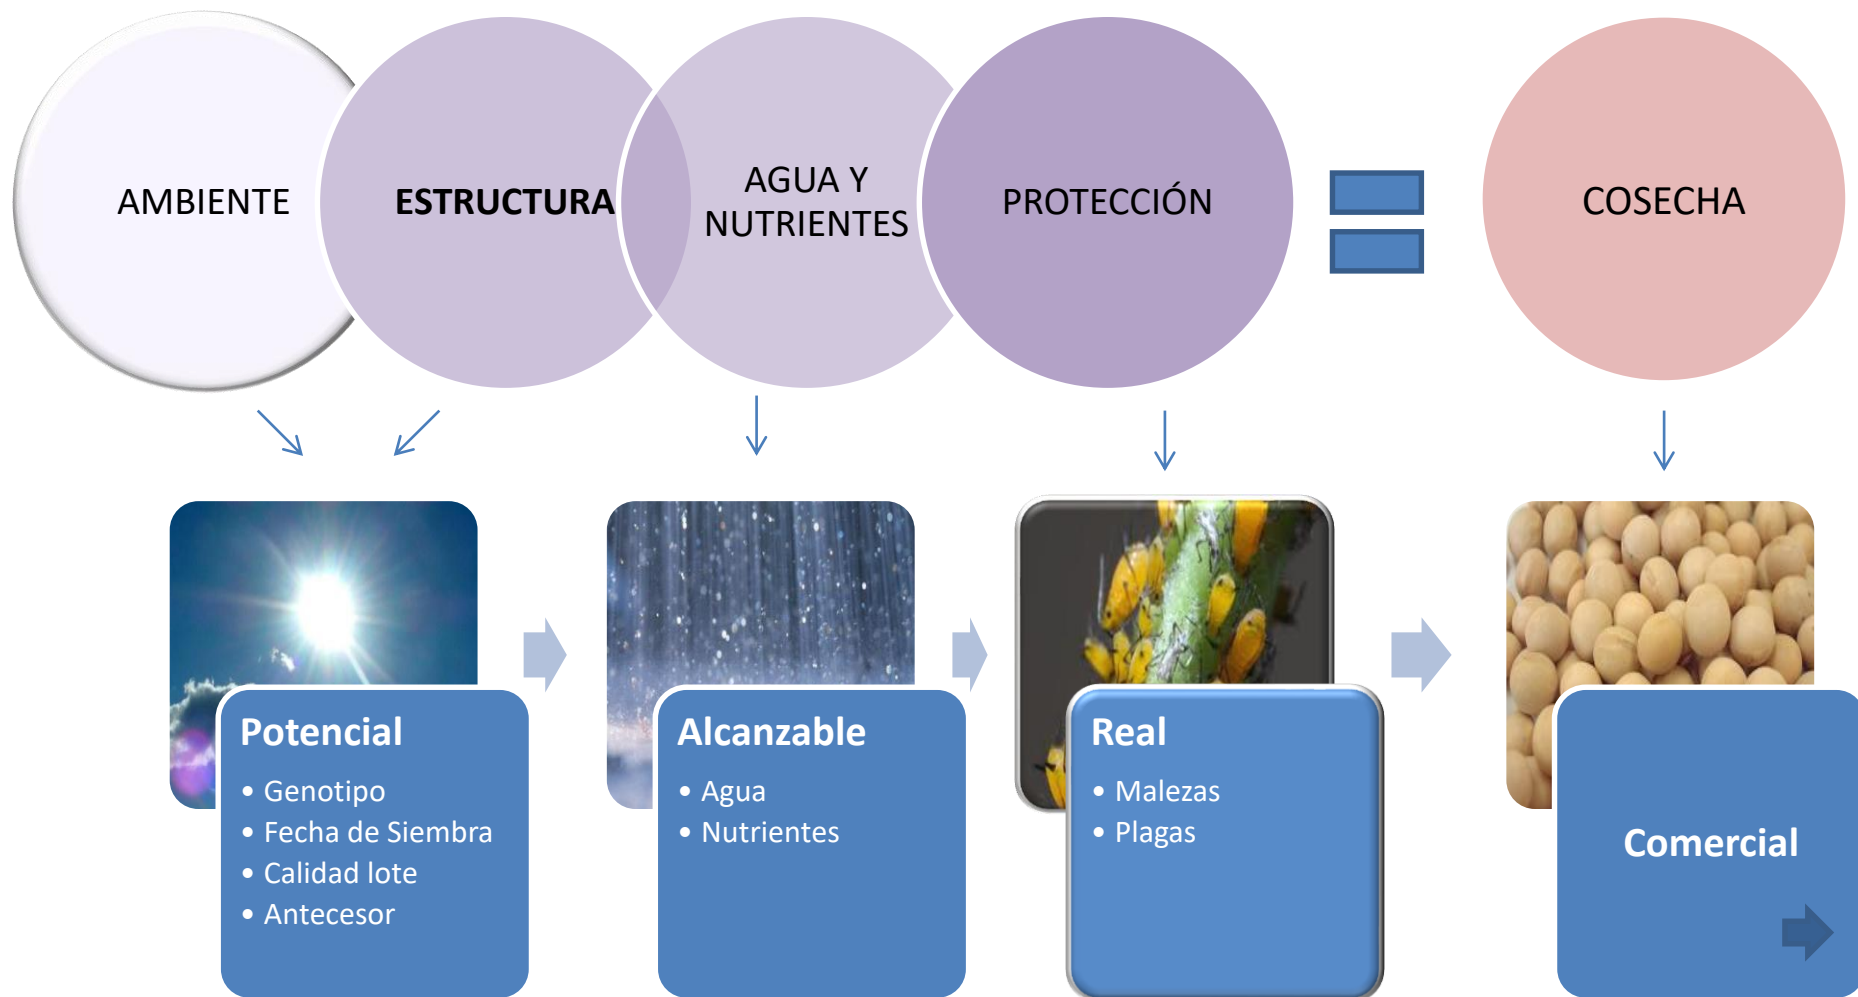 AMBIENTE
ESTRUCTURA
AGUA Y
NUTRIENTES
PROTECCIÓN
COSECHA
Potencial
• Genotipo
• Fecha de Siembra
• Calidad lote
• Antecesor
Alcanzable
• Agua
• Nutrientes
Real
• Malezas
• Plagas
Comercial